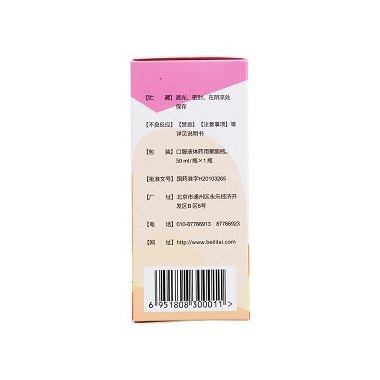 【贮    藏】遮光、密封、在阴凉处
保存
【不良反应】【禁忌】【注意事项】等
详见说明书
【包    装】口服液体药用聚酯瓶,
50ml/瓶×1瓶
【批准文号】国药准字H20103265
【厂    址】北京市通州区永乐经济开
发区B区6号
【电    话】010-87766913  87766923
【网    址】http://www.beililai.com
6 951808 300011 >